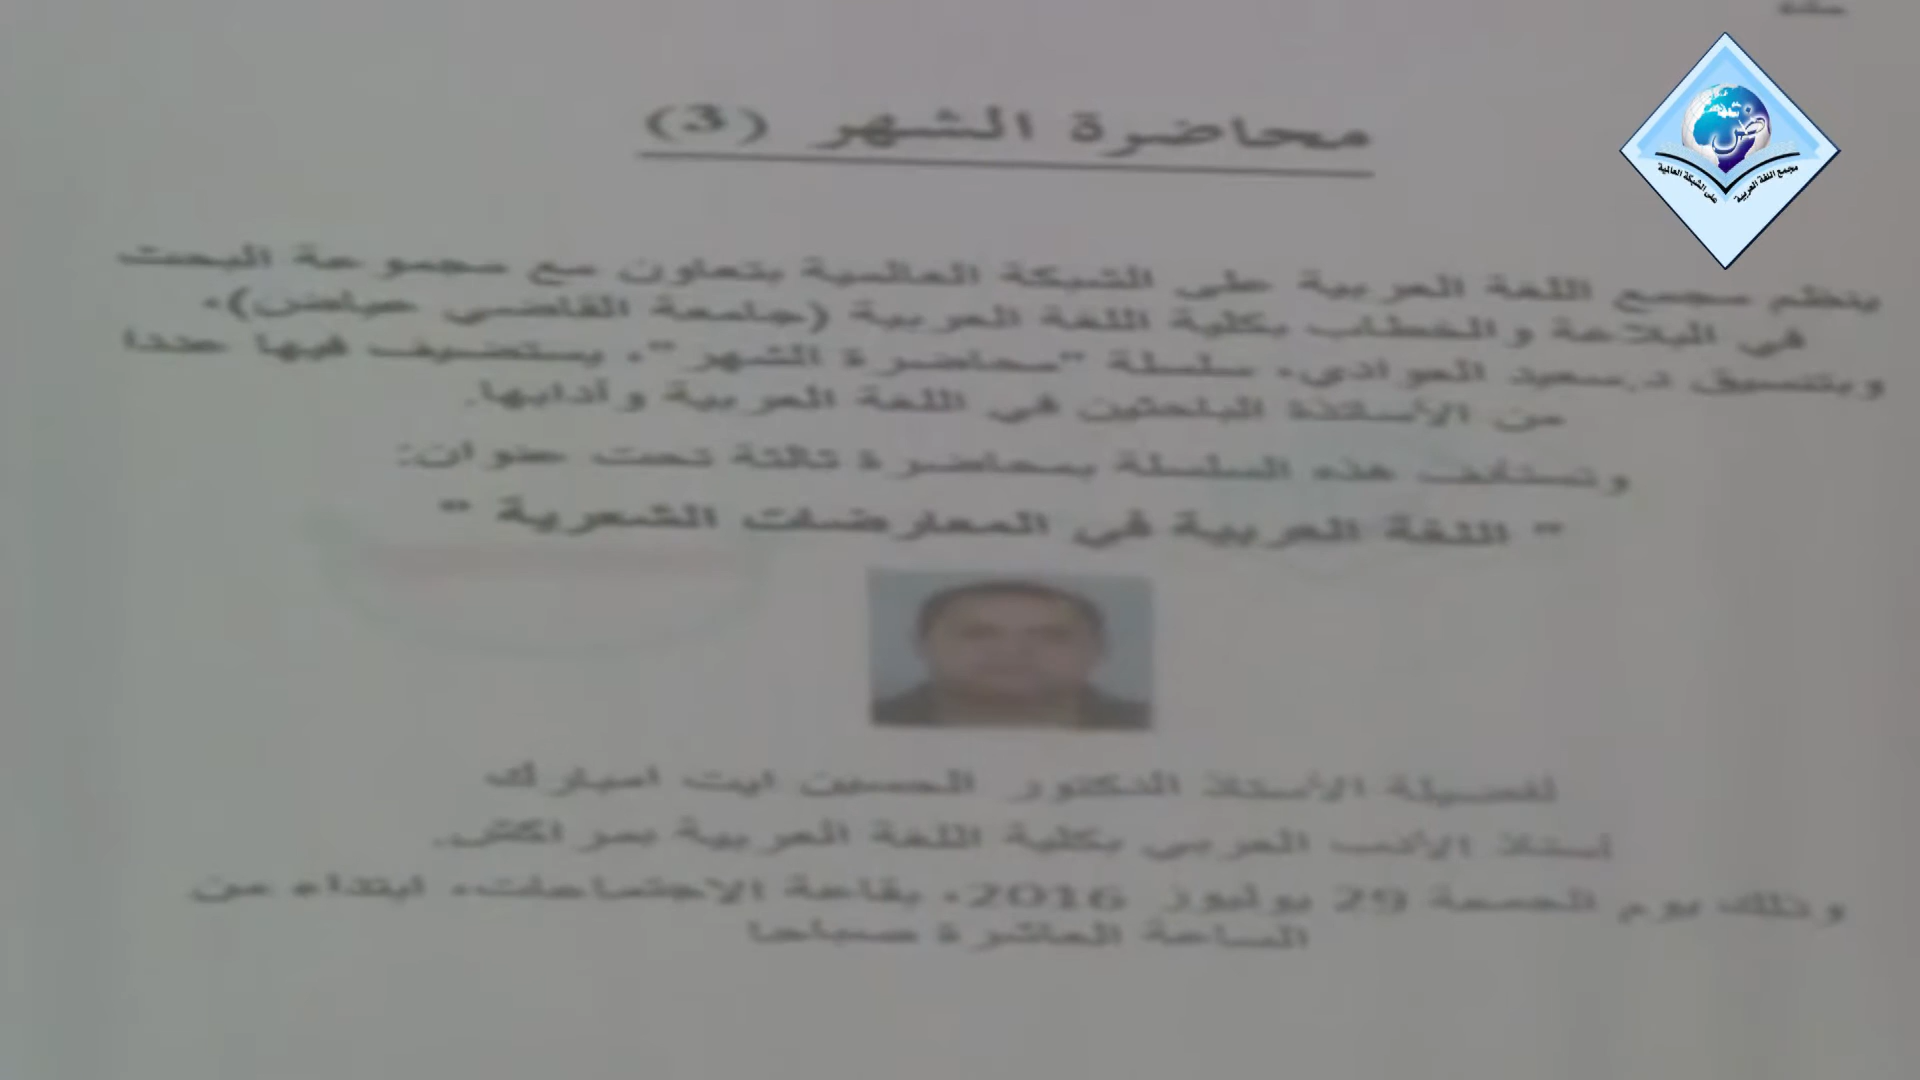 محاضرة الشهر (3)
ينظم مجمع اللغة العربية على الشبكة العالمية بتعاون مع مجموعة البحث
في البلاغة والخطاب بكلية اللغة العربية (جامعة القاضي عياض)،
وبتنسيق د.سعيد العوادي، سلسلة "محاضرة الشهر"، يستضيف فيها عددا
من الأساتذة الباحثين في اللغة العربية وآدابها.
وتستأنف هذه السلسلة بمحاضرة ثالثة تحت عنوان:
" اللغة العربية في المعارضات الشعرية "
لفضيلة الأستاذ الدكتور الحسين ايت امبارك
أستاذ الأدب العربي بكلية اللغة العربية بمراكش.
وذلك يوم الجمعة 29 يوليوز 2016، بقاعة الاجتماعات، ابتداء من
الساعة العاشرة صباحا
ض
مجمع اللغة العربية على الشبكة العالمية